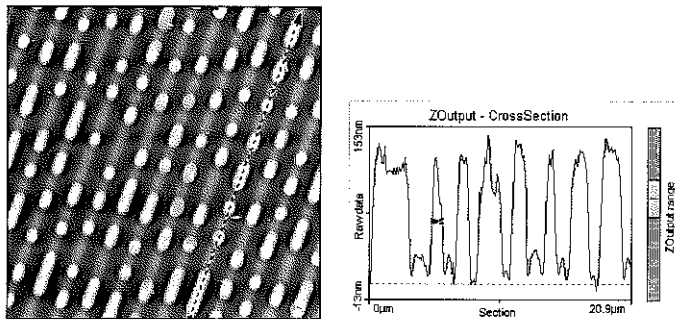 ZOutput - CrossSection
153nm
Rawdata
-13nm
0µm
Section
20.9µm
ZOutput range